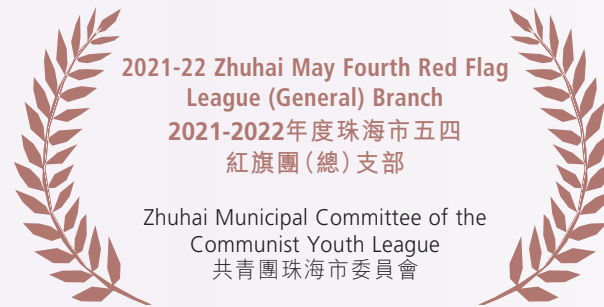 2021-22 Zhuhai May Fourth Red Flag
League (General) Branch
2021-2022年度珠海市五四
紅旗團(總)支部
Zhuhai Municipal Committee of the
Communist Youth League
共青團珠海市委員會